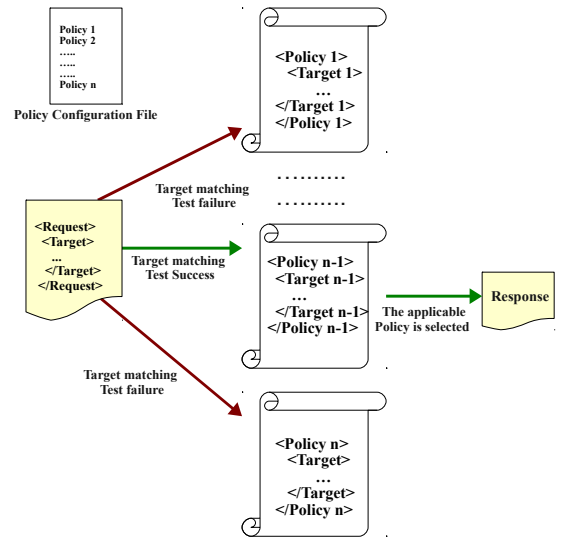 Policy 1
Policy 2
.....
.....
.....
Policy n
Policy Configuration File
<Policy 1>
<Target 1>
...
</Target 1>
</Policy 1>
Target matching
Test failure
..........
..........
<Request>
<Target>
...
</Target>
</Request>
Target matching
Test Success
<Policy n-1>
<Target n-1>
...
</Target n-1>
</Policy n-1>
The applicable
Policy is selected
Response
Target matching
Test failure
<Policy n>
<Target>
...
</Target>
</Policy n>